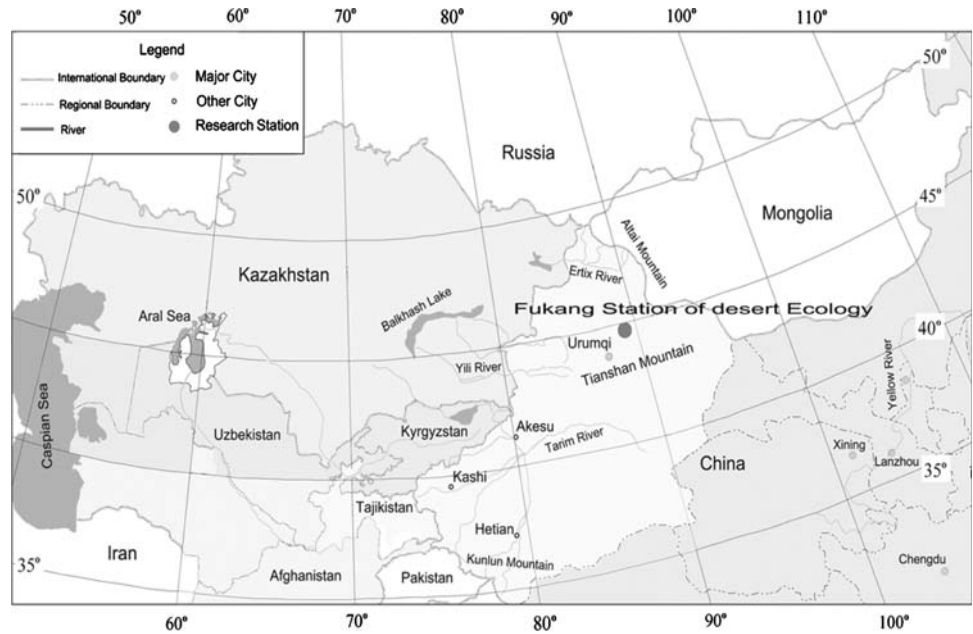 50° 60° 70° 80° 90° 100° 110°
Legend
International Boundary Major City
Regional Boundary Other City
River Research Station
50°
Russia
50°
45°
Mongolia
Altai Mountain
Ertix River
Kazakhstan
Balkhash Lake
Fukang Station of desert Ecology
Aral Sea
40°
Urumqi
Tianshan Mountain
Yili River
Yellow River
Caspian Sea
Uzbekistan
Kyrgyzstan
Akesu
Tarim River
Xining
Lanzhou
China
35°
Kashi
Tajikistan
Hetian
Iran
Kunlun Mountain
Chengdu
35°
Afghanistan
Pakistan
60° 70° 80° 90° 100°